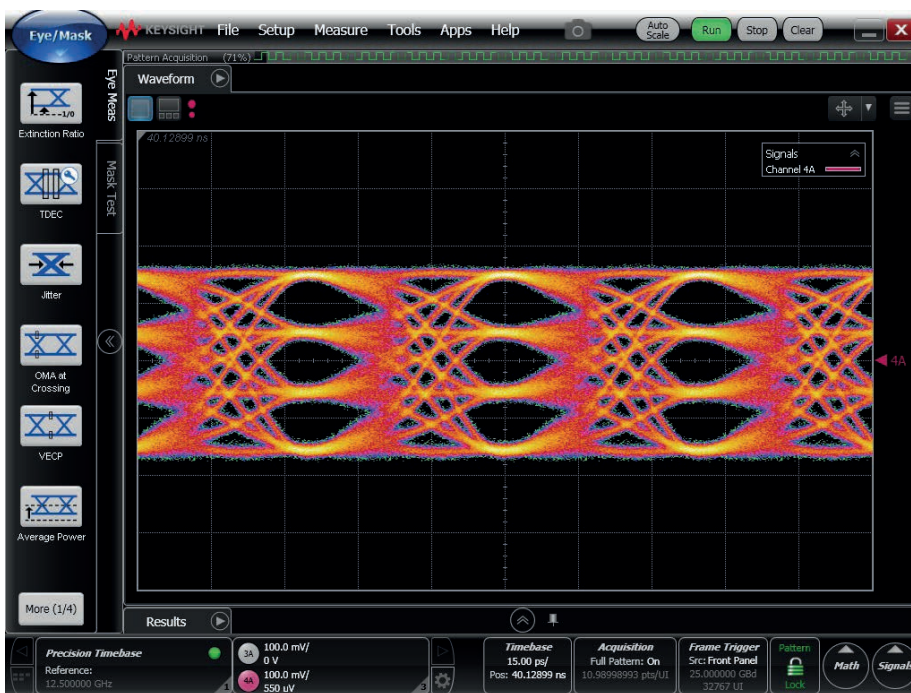 Eye/Mask
KEYSIGHT File Setup Measure Tools Apps Help
Auto Scale
Run
Stop
Clear
Pattern Acquisition (71%)
Waveform
Eye Meas
Mask Test
Extinction Ratio
TDEC
Jitter
OMA at
Crossing
VECP
Average Power
More (1/4)
40.12899 ns
Signals
Channel 4A
4A
Results
Precision Timebase
Reference:
12.500000 GHz
1
3A 100.0 mV/
0 V
4A 100.0 mV/
550 uV
3
Timebase
15.00 ps/
Pos: 40.12899 ns
Acquisition
Full Pattern: On
10.98998993 pts/UI
Frame Trigger
Src: Front Panel
25.000000 GBd
32767 UI
Pattern
Lock
Math
Signals